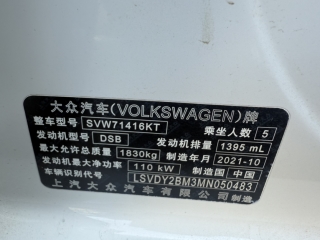 大众汽车(VOLKSWAGEN)牌
整车型号 SVW71416KT 乘坐人数 5
发动机型号 DSB 发动机排量 1395 mL
最大允许总质量 1830kg 制造年月 2021-10
发动机最大净功率 110 kW 制造国 中国
车辆识别代号 LSVDY2BM3MN050483
上汽大众汽车有限公司